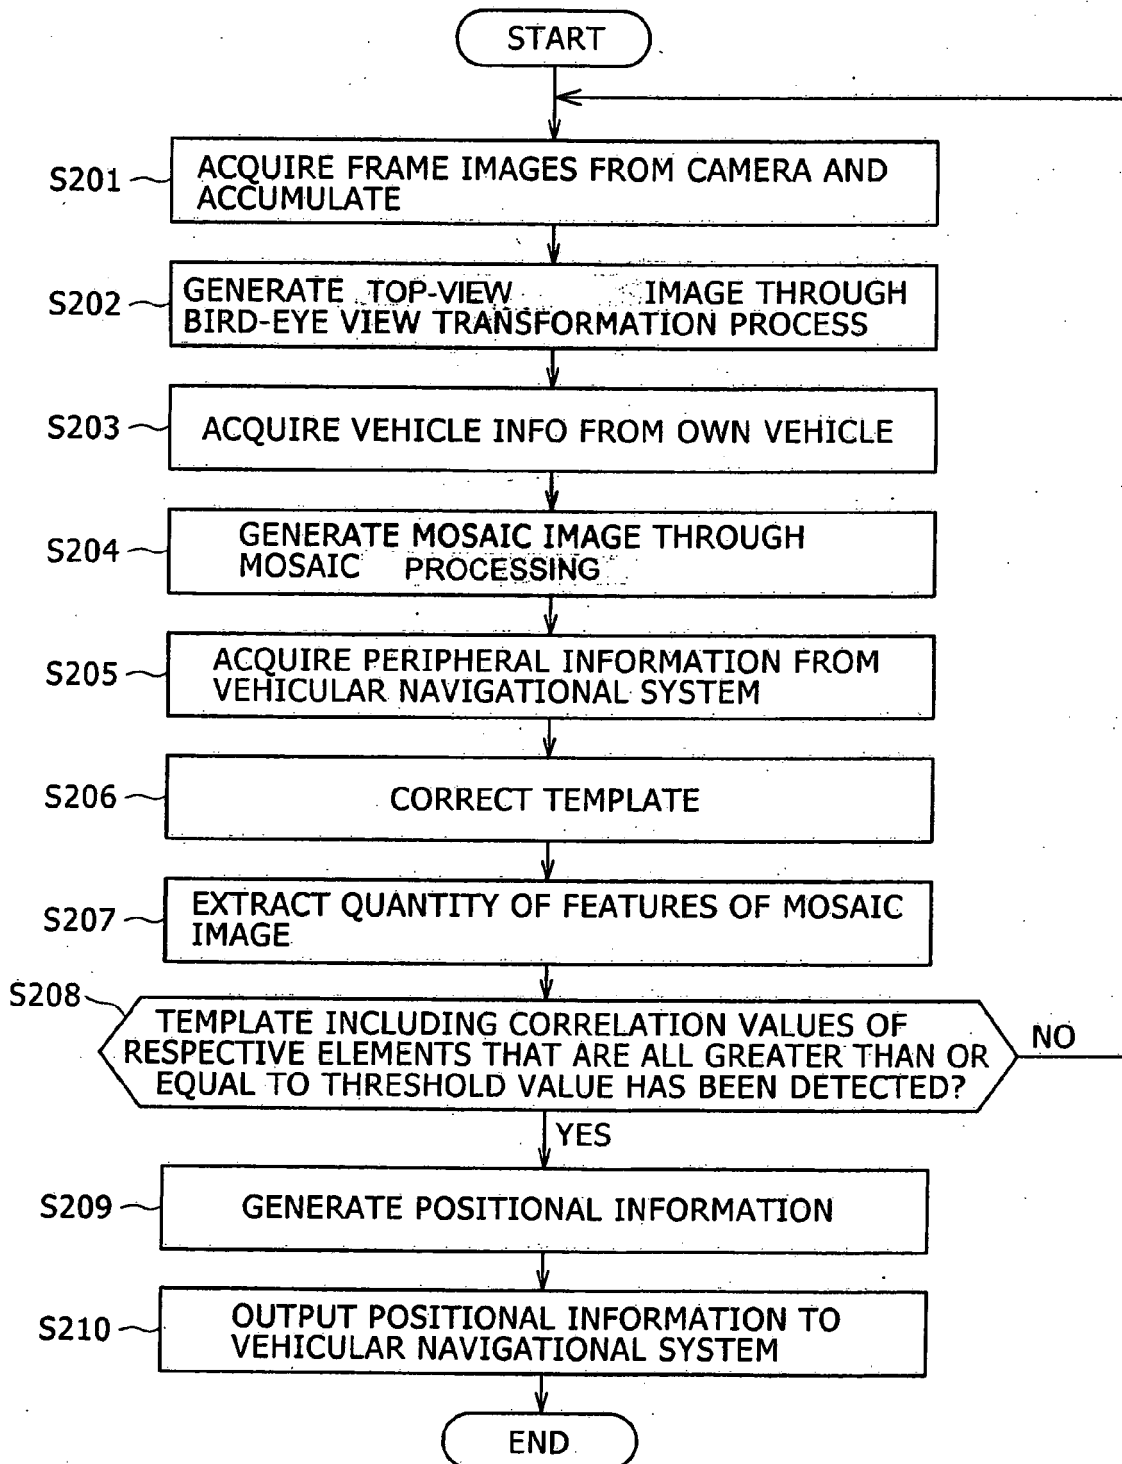 START
S201
ACQUIRE FRAME IMAGES FROM CAMERA AND
ACCUMULATE
S202
GENERATE TOP-VIEW IMAGE THROUGH
BIRD-EYE VIEW TRANSFORMATION PROCESS
S203
ACQUIRE VEHICLE INFO FROM OWN VEHICLE
S204
GENERATE MOSAIC IMAGE THROUGH
MOSAIC PROCESSING
S205
ACQUIRE PERIPHERAL INFORMATION FROM
VEHICULAR NAVIGATIONAL SYSTEM
S206
CORRECT TEMPLATE
S207
EXTRACT QUANTITY OF FEATURES OF MOSAIC
IMAGE
S208
TEMPLATE INCLUDING CORRELATION VALUES OF
RESPECTIVE ELEMENTS THAT ARE ALL GREATER THAN OR
EQUAL TO THRESHOLD VALUE HAS BEEN DETECTED?
NO
YES
S209
GENERATE POSITIONAL INFORMATION
S210
OUTPUT POSITIONAL INFORMATION TO
VEHICULAR NAVIGATIONAL SYSTEM
END